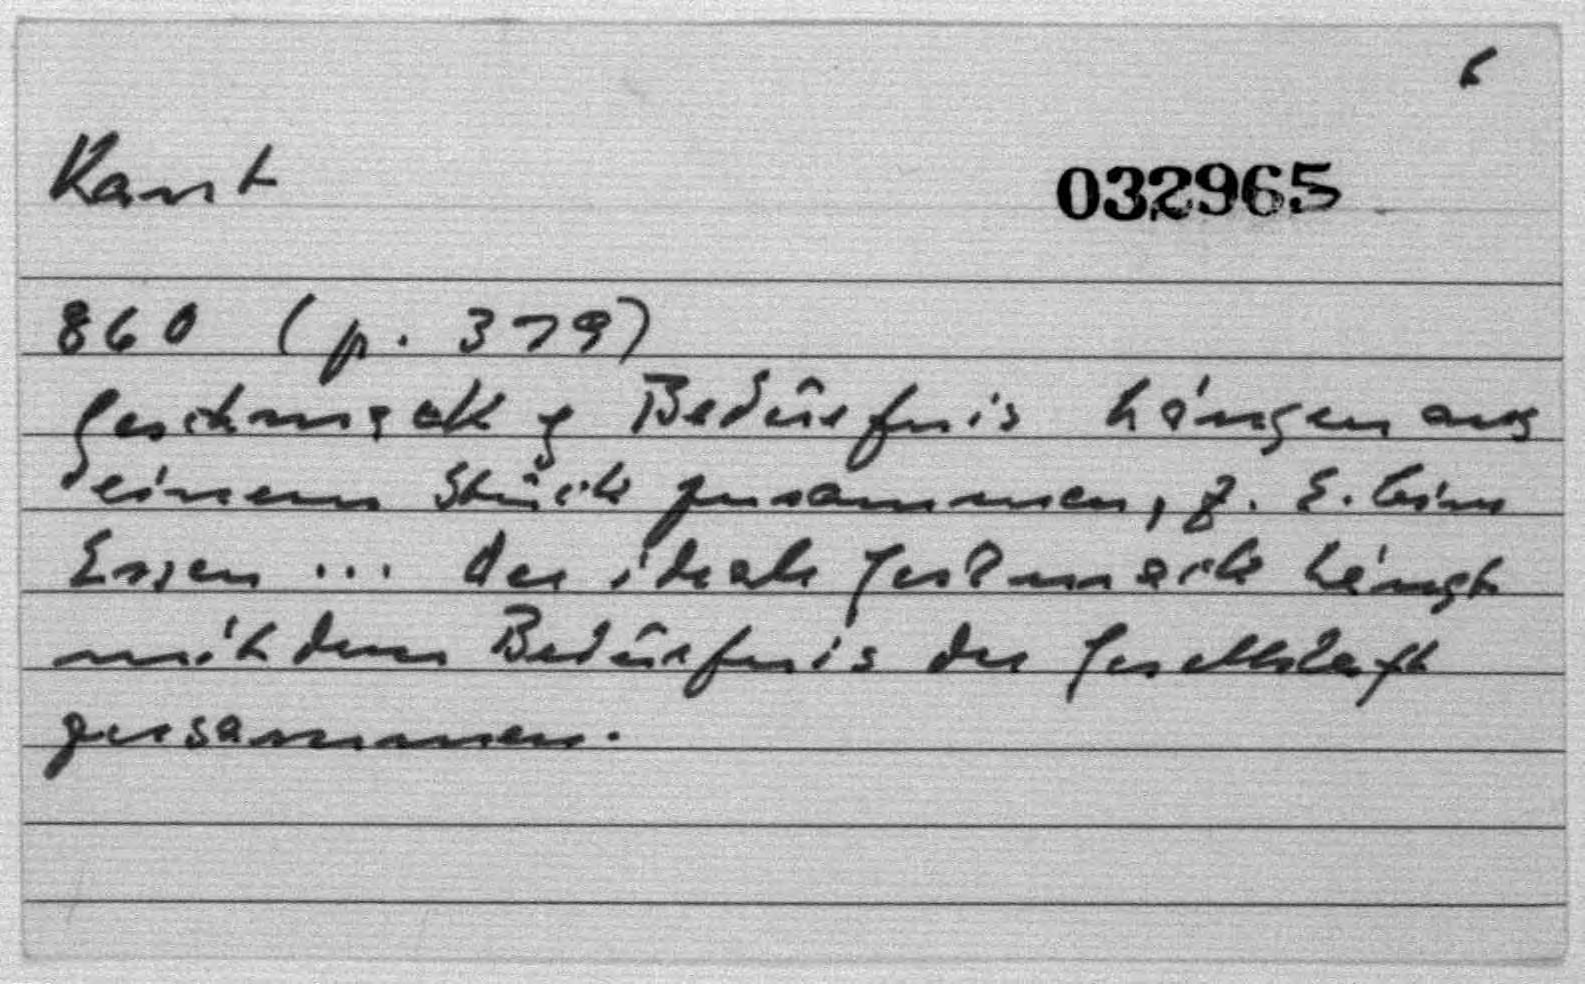 6
Kant
032965
860 (p. 379)
Geschmack & Bedürfnis hängen aus
einem Stück zusammen, z. E. beim
Essen ... der ideale Geschmack hängt
mit dem Bedürfnis der Gesellschaft
zusammen.